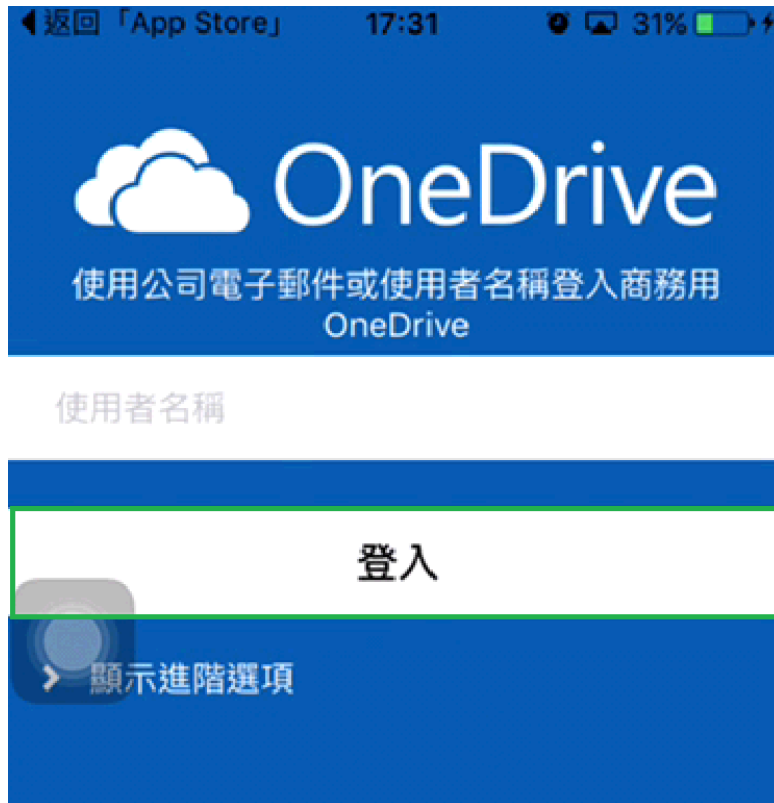 返回「App Store」 17:31 31%
OneDrive
使用公司電子郵件或使用者名稱登入商務用
OneDrive
使用者名稱
登入
顯示進階選項